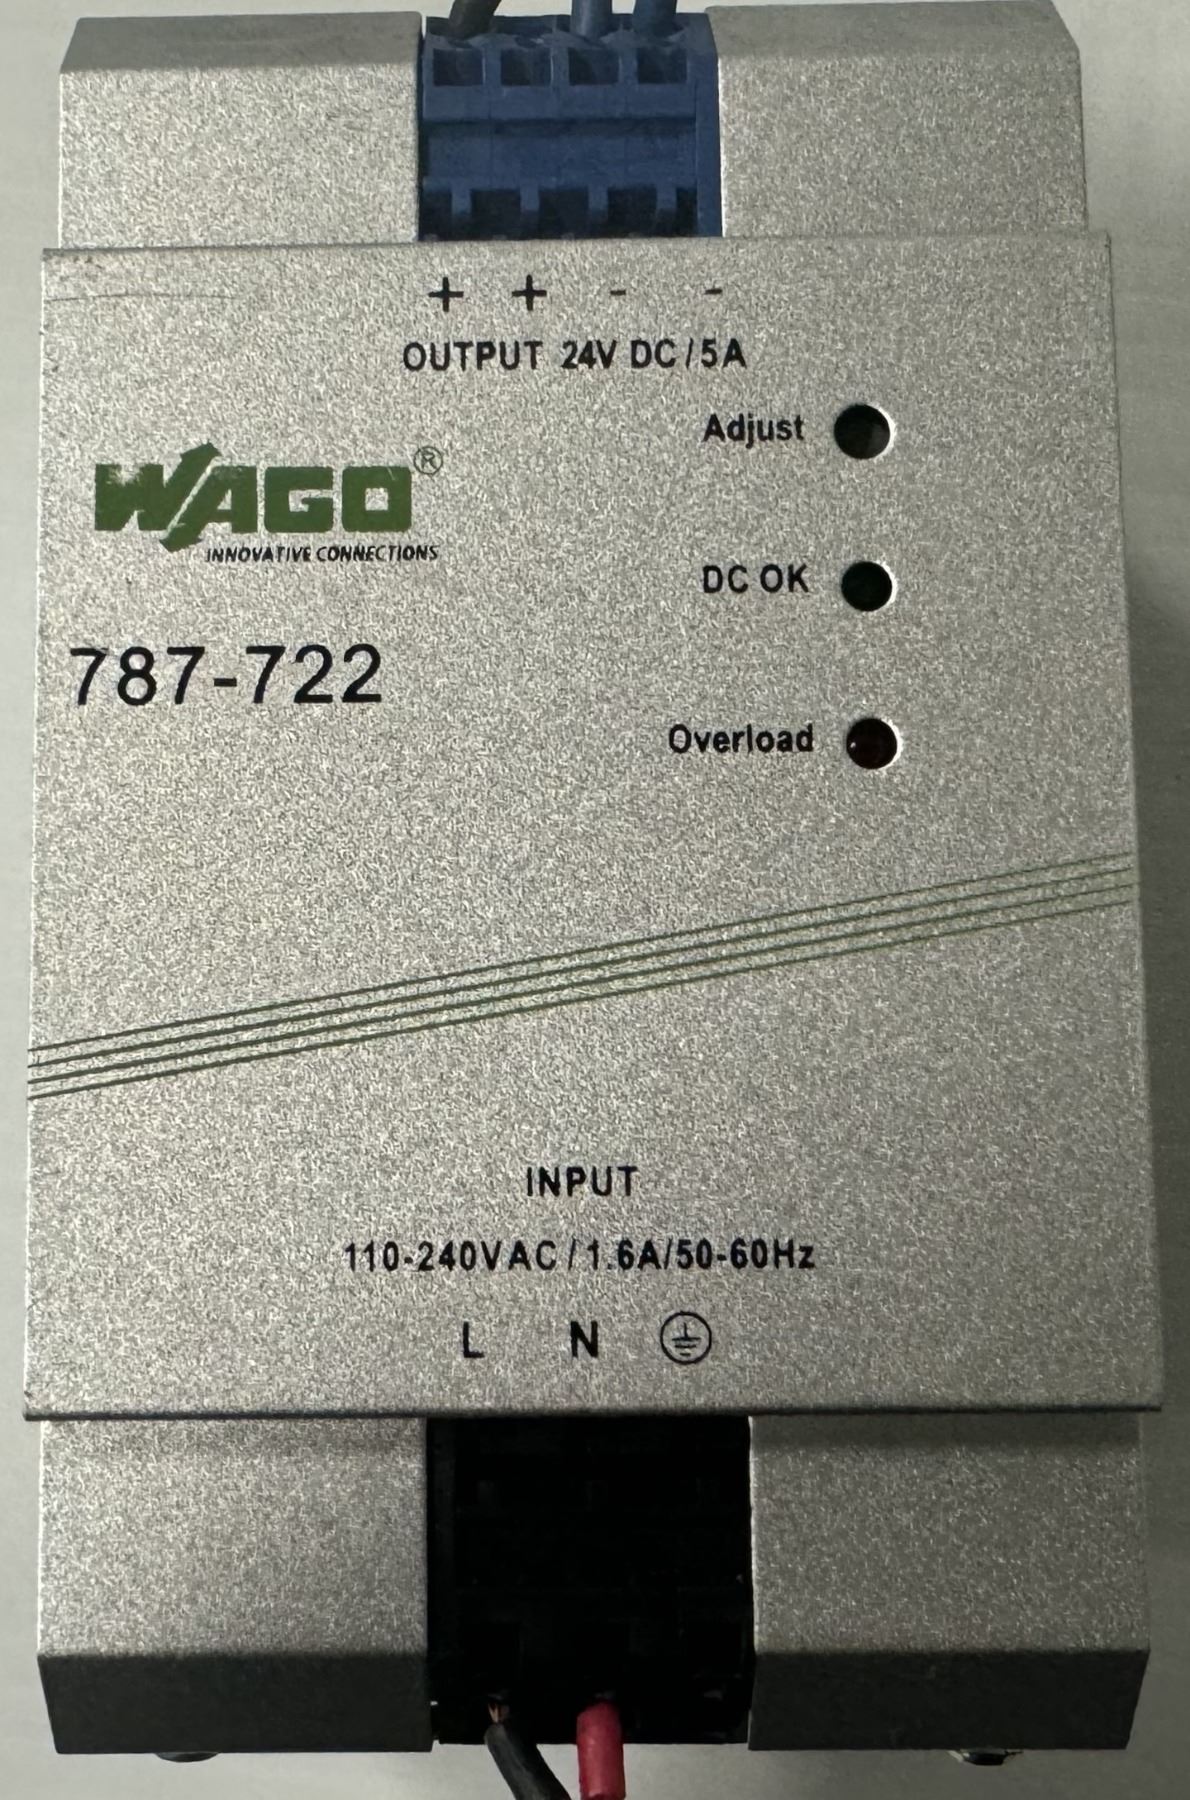 + + - -
OUTPUT 24V DC/5A
Adjust
WAGO®
INNOVATIVE CONNECTIONS
DC OK
787-722
Overload
INPUT
110-240VAC/1.6A/50-60Hz
L N